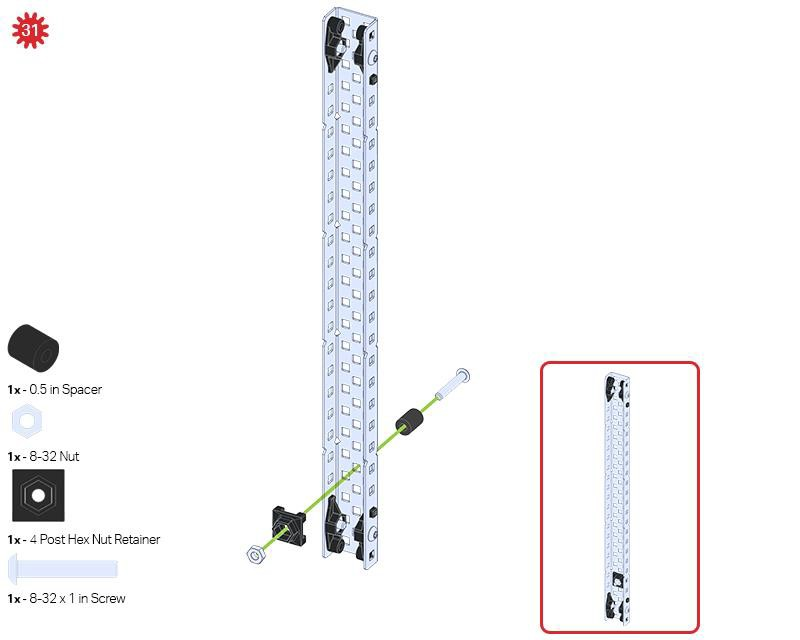 31
1x - 0.5 in Spacer
1x - 8-32 Nut
1x - 4 Post Hex Nut Retainer
1x - 8-32 x 1 in Screw